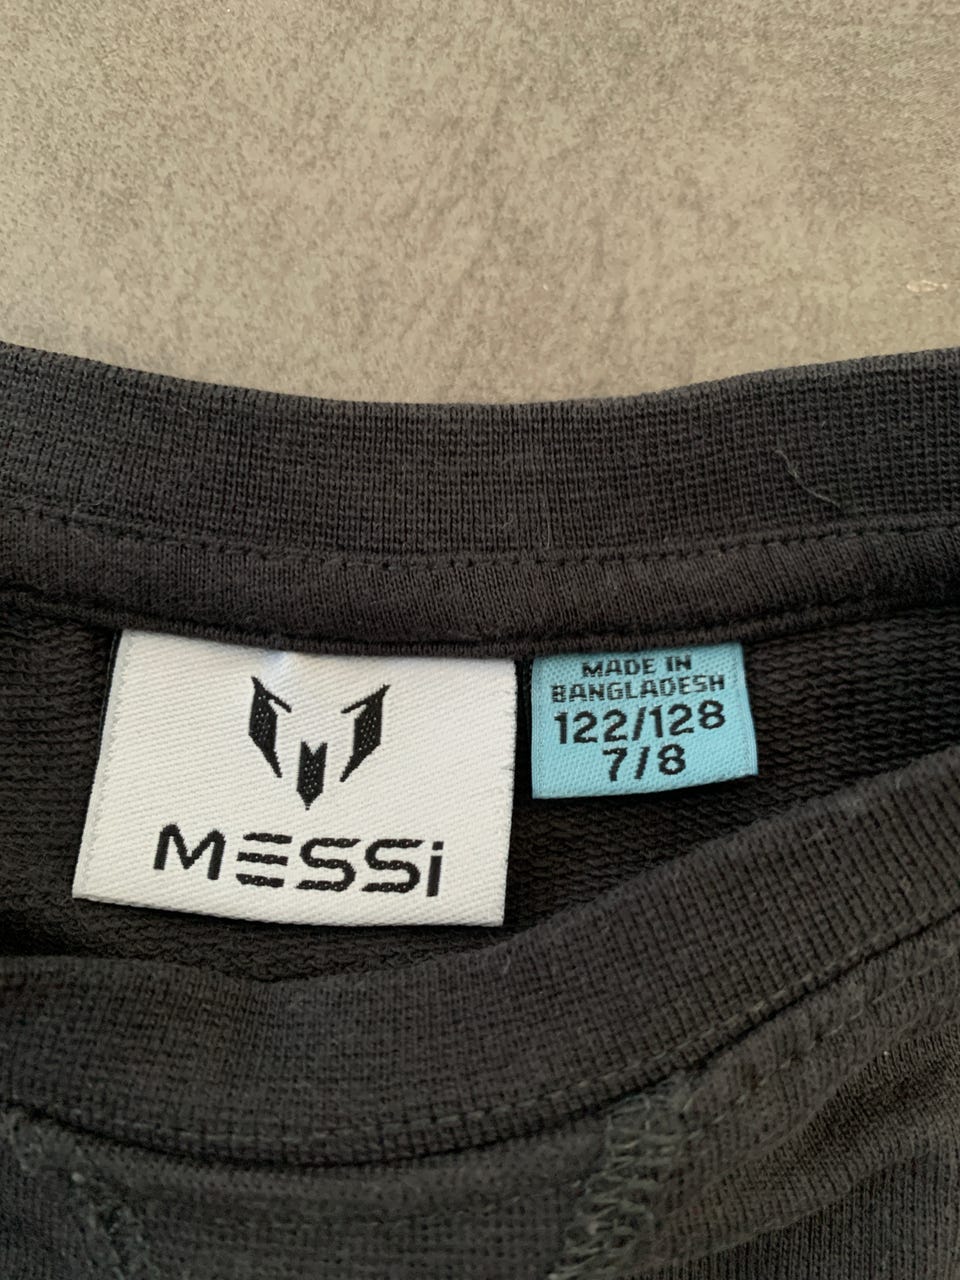 MESSi
MADE IN
BANGLADESH
122/128
7/8